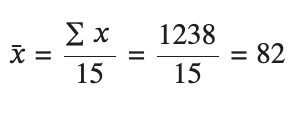 x̄ = Σ x / 15 = 1238 / 15 = 82